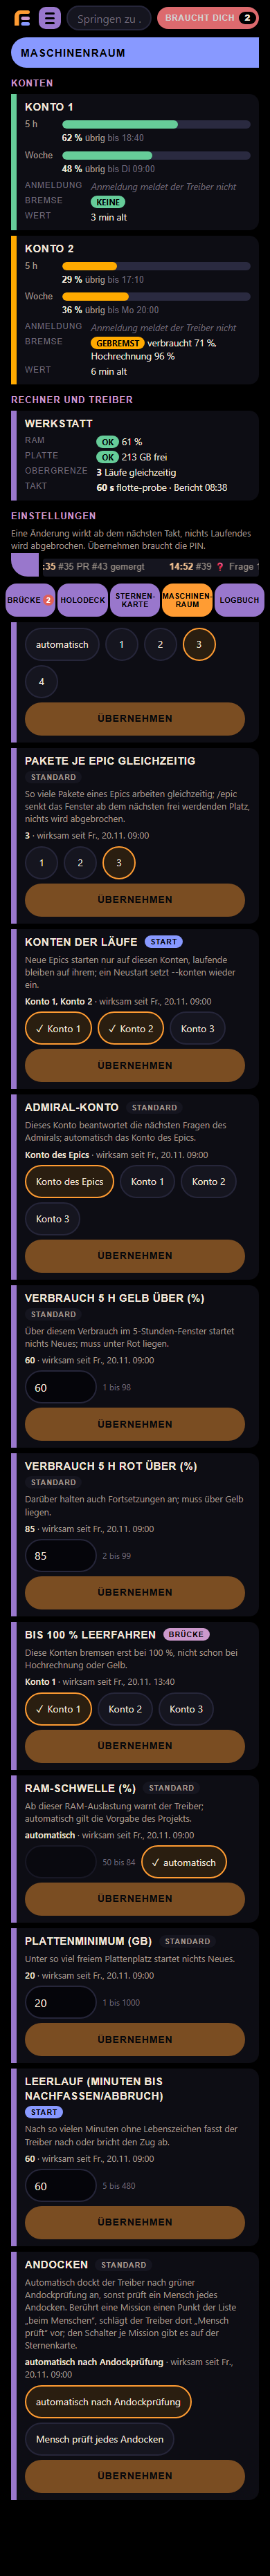 Springen zu .
BRAUCHT DICH 2
MASCHINENRAUM
KONTEN
KONTO 1
5 h
62 % übrig bis 18:40
Woche
48 % übrig bis Di 09:00
ANMELDUNG Anmeldung meldet der Treiber nicht
BREMSE KEINE
WERT 3 min alt
KONTO 2
5 h
29 % übrig bis 17:10
Woche
36 % übrig bis Mo 20:00
ANMELDUNG Anmeldung meldet der Treiber nicht
BREMSE GEBREMST verbraucht 71 %,
Hochrechnung 96 %
WERT 6 min alt
RECHNER UND TREIBER
WERKSTATT
RAM OK 61 %
PLATTE OK 213 GB frei
OBERGRENZE 3 Läufe gleichzeitig
TAKT 60 s flotte-probe · Bericht 08:38
EINSTELLUNGEN
Eine Änderung wirkt ab dem nächsten Takt, nichts Laufendes
wird abgebrochen. Übernehmen braucht die PIN.
:35 #35 PR #43 gemergt 14:52 #39 ❓ Frage
BRÜCKE 2 HOLODECK STERNEN-KARTE MASCHINEN-RAUM LOGBUCH
automatisch 1 2 3
4
ÜBERNEHMEN
PAKETE JE EPIC GLEICHZEITIG
STANDARD
So viele Pakete eines Epics arbeiten gleichzeitig; /epic
senkt das Fenster ab dem nächsten frei werdenden Platz,
nichts wird abgebrochen.
3 · wirksam seit Fr., 20.11. 09:00
1 2 3
ÜBERNEHMEN
KONTEN DER LÄUFE START
Neue Epics starten nur auf diesen Konten, laufende
bleiben auf ihrem; ein Neustart setzt --konten wieder
ein.
Konto 1, Konto 2 · wirksam seit Fr., 20.11. 09:00
✓ Konto 1 ✓ Konto 2 Konto 3
ÜBERNEHMEN
ADMIRAL-KONTO STANDARD
Dieses Konto beantwortet die nächsten Fragen des
Admirals; automatisch das Konto des Epics.
Konto des Epics · wirksam seit Fr., 20.11. 09:00
Konto des Epics Konto 1 Konto 2
Konto 3
ÜBERNEHMEN
VERBRAUCH 5 H GELB ÜBER (%)
STANDARD
Über diesem Verbrauch im 5-Stunden-Fenster startet
nichts Neues; muss unter Rot liegen.
60 · wirksam seit Fr., 20.11. 09:00
60 1 bis 98
ÜBERNEHMEN
VERBRAUCH 5 H ROT ÜBER (%)
STANDARD
Darüber halten auch Fortsetzungen an; muss über Gelb
liegen.
85 · wirksam seit Fr., 20.11. 09:00
85 2 bis 99
ÜBERNEHMEN
BIS 100 % LEERFAHREN BRÜCKE
Diese Konten bremsen erst bei 100 %, nicht schon bei
Hochrechnung oder Gelb.
Konto 1 · wirksam seit Fr., 20.11. 13:40
✓ Konto 1 Konto 2 Konto 3
ÜBERNEHMEN
RAM-SCHWELLE (%) STANDARD
Ab dieser RAM-Auslastung warnt der Treiber;
automatisch gilt die Vorgabe des Projekts.
automatisch · wirksam seit Fr., 20.11. 09:00
50 bis 84 ✓ automatisch
ÜBERNEHMEN
PLATTENMINIMUM (GB) STANDARD
Unter so viel freiem Plattenplatz startet nichts Neues.
20 · wirksam seit Fr., 20.11. 09:00
20 1 bis 1000
ÜBERNEHMEN
LEERLAUF (MINUTEN BIS
NACHFASSEN/ABBRUCH)
START
Nach so vielen Minuten ohne Lebenszeichen fasst der
Treiber nach oder bricht den Zug ab.
60 · wirksam seit Fr., 20.11. 09:00
60 5 bis 480
ÜBERNEHMEN
ANDOCKEN STANDARD
Automatisch dockt der Treiber nach grüner
Andockprüfung an, sonst prüft ein Mensch jedes
Andocken. Berührt eine Mission einen Punkt der Liste
„beim Menschen“, schlägt der Treiber dort „Mensch
prüft“ vor; den Schalter je Mission gibt es auf der
Sternenkarte.
automatisch nach Andockprüfung · wirksam seit Fr.,
20.11. 09:00
automatisch nach Andockprüfung
Mensch prüft jedes Andocken
ÜBERNEHMEN